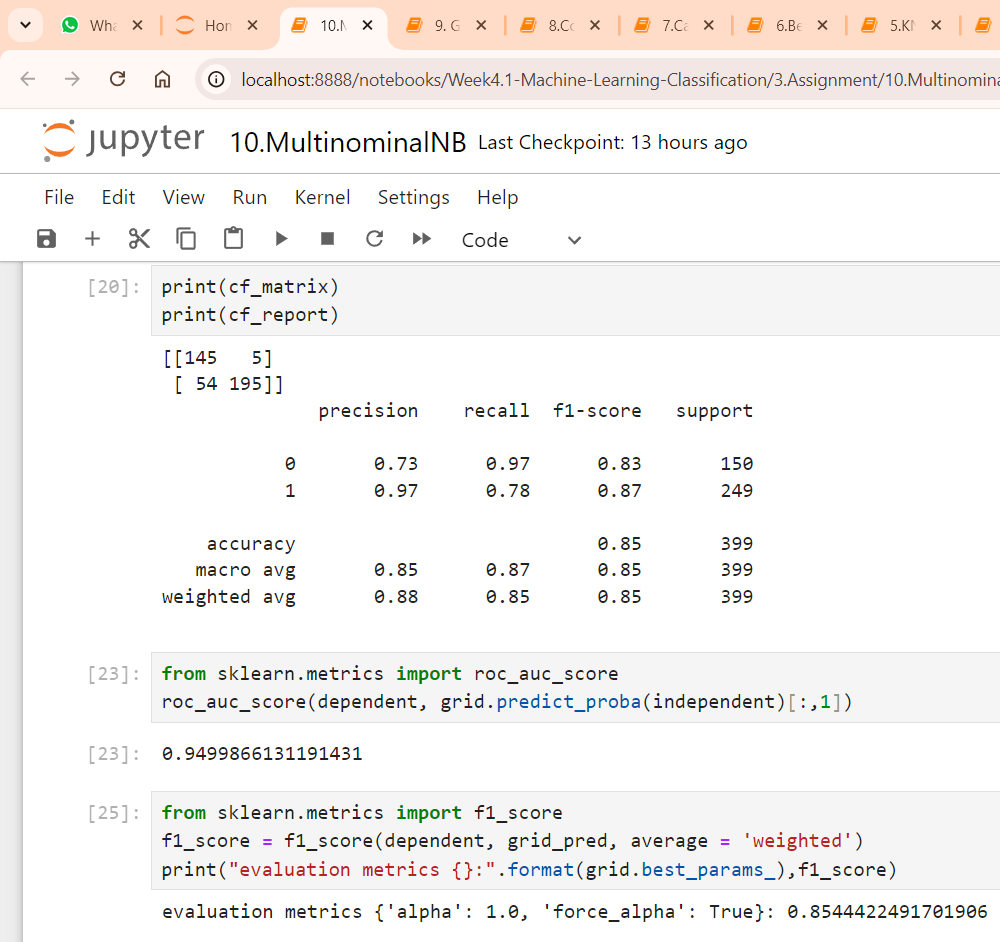 Wha
Hon
10.M
9. G
8.Co
7.Ca
6.Be
5.KN
localhost:8888/notebooks/Week4.1-Machine-Learning-Classification/3.Assignment/10.Multinomina
jupyter 10.MultinominalNB Last Checkpoint: 13 hours ago
File Edit View Run Kernel Settings Help
Code
[20]: print(cf_matrix)
print(cf_report)
[[145   5]
 [ 54 195]]
precision recall f1-score support
0 0.73 0.97 0.83 150
1 0.97 0.78 0.87 249
accuracy 0.85 399
macro avg 0.85 0.87 0.85 399
weighted avg 0.88 0.85 0.85 399
[23]: from sklearn.metrics import roc_auc_score
roc_auc_score(dependent, grid.predict_proba(independent)[:,1])
[23]: 0.9499866131191431
[25]: from sklearn.metrics import f1_score
f1_score = f1_score(dependent, grid_pred, average = 'weighted')
print("evaluation metrics {}:".format(grid.best_params_),f1_score)
evaluation metrics {'alpha': 1.0, 'force_alpha': True}: 0.8544422491701906